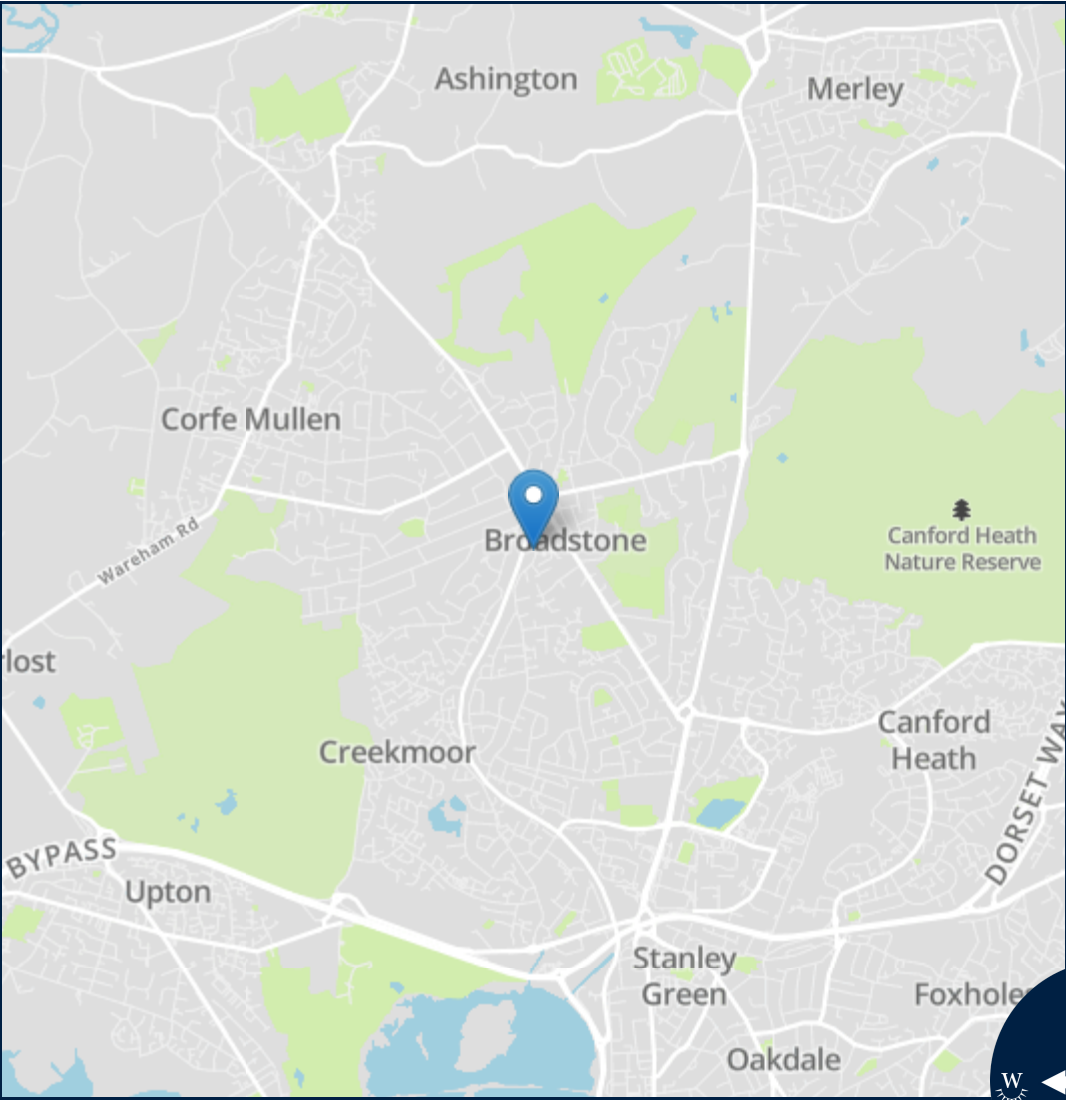 Ashington
Merley
Corfe Mullen
Wareham Rd
Broadstone
Canford Heath
Nature Reserve
rlost
Creekmoor
Canford
Heath
DORSET WAY
BYPASS
Upton
Stanley
Green
Foxholes
Oakdale
W